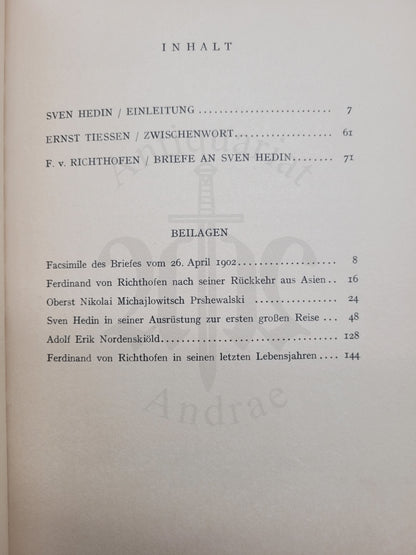 INHALT
SVEN HEDIN / EINLEITUNG ........................ 7
ERNST TIESSEN / ZWISCHENWORT................. 61
F. v. RICHTHOFEN / BRIEFE AN SVEN HEDIN....... 71
BEILAGEN
Facsimile des Briefes vom 26. April 1902................... 8
Ferdinand von Richthofen nach seiner Rückkehr aus Asien.. 16
Oberst Nikolai Michajlowitsch Prshewalski ................ 24
Sven Hedin in seiner Ausrüstung zur ersten großen Reise ... 48
Adolf Erik Nordenskiöld.................................. 128
Ferdinand von Richthofen in seinen letzten Lebensjahren .... 144
Antiquariat
Andrae